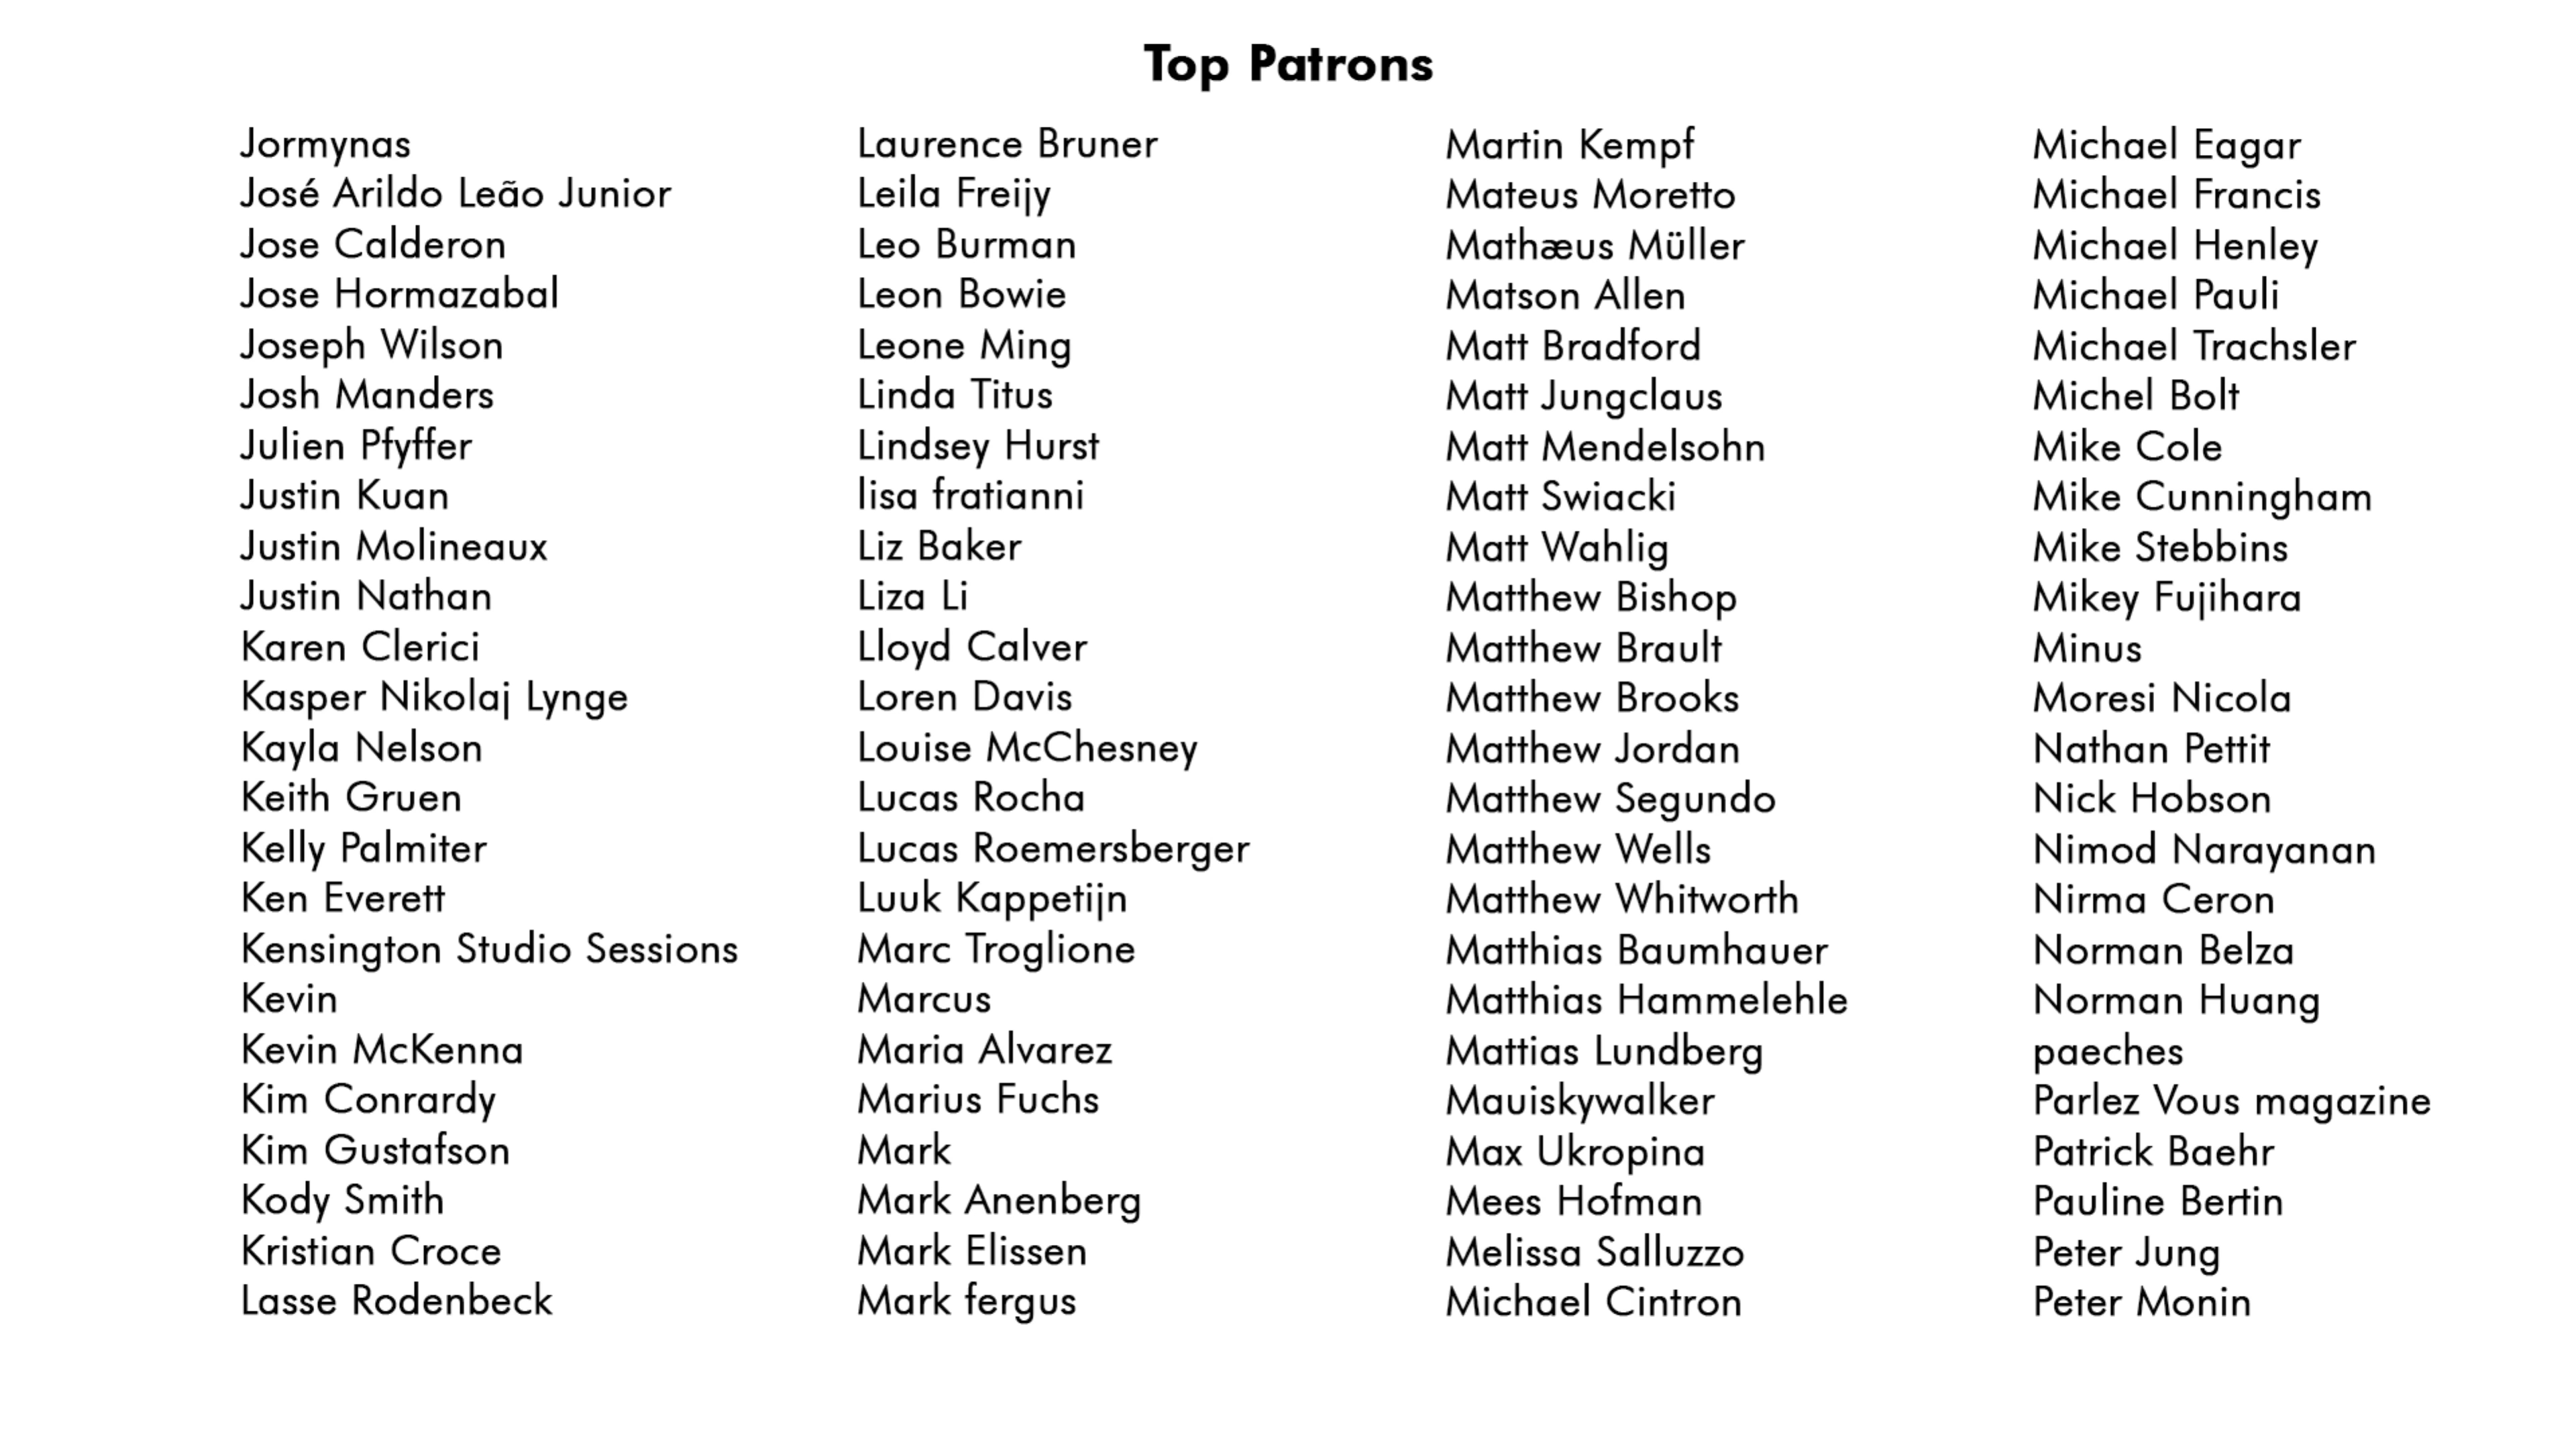 Top Patrons
Jormynas
José Arildo Leão Junior
Jose Calderon
Jose Hormazabal
Joseph Wilson
Josh Manders
Julien Pfyffer
Justin Kuan
Justin Molineaux
Justin Nathan
Karen Clerici
Kasper Nikolaj Lynge
Kayla Nelson
Keith Gruen
Kelly Palmiter
Ken Everett
Kensington Studio Sessions
Kevin
Kevin McKenna
Kim Conrardy
Kim Gustafson
Kody Smith
Kristian Croce
Lasse Rodenbeck
Laurence Bruner
Leila Freijy
Leo Burman
Leon Bowie
Leone Ming
Linda Titus
Lindsey Hurst
lisa fratianni
Liz Baker
Liza Li
Lloyd Calver
Loren Davis
Louise McChesney
Lucas Rocha
Lucas Roemersberger
Luuk Kappetijn
Marc Troglione
Marcus
Maria Alvarez
Marius Fuchs
Mark
Mark Anenberg
Mark Elissen
Mark fergus
Martin Kempf
Mateus Moretto
Mathæus Müller
Matson Allen
Matt Bradford
Matt Jungclaus
Matt Mendelsohn
Matt Swiacki
Matt Wahlig
Matthew Bishop
Matthew Brault
Matthew Brooks
Matthew Jordan
Matthew Segundo
Matthew Wells
Matthew Whitworth
Matthias Baumhauer
Matthias Hammelehle
Mattias Lundberg
Mauiskywalker
Max Ukropina
Mees Hofman
Melissa Salluzzo
Michael Cintron
Michael Eagar
Michael Francis
Michael Henley
Michael Pauli
Michael Trachsler
Michel Bolt
Mike Cole
Mike Cunningham
Mike Stebbins
Mikey Fujihara
Minus
Moresi Nicola
Nathan Pettit
Nick Hobson
Nimod Narayanan
Nirma Ceron
Norman Belza
Norman Huang
paeches
Parlez Vous magazine
Patrick Baehr
Pauline Bertin
Peter Jung
Peter Monin